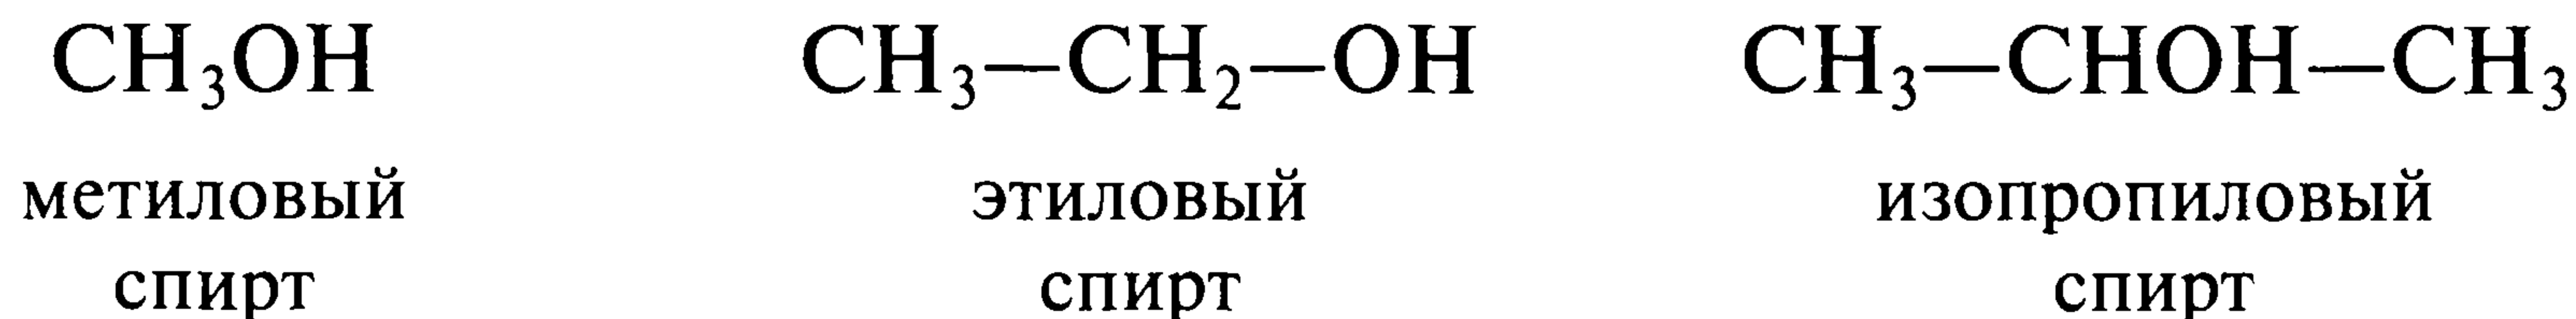 CH₃OH CH₃—CH₂—OH CH₃—CHOH—CH₃
метиловый этиловый изопропиловый
спирт спирт спирт